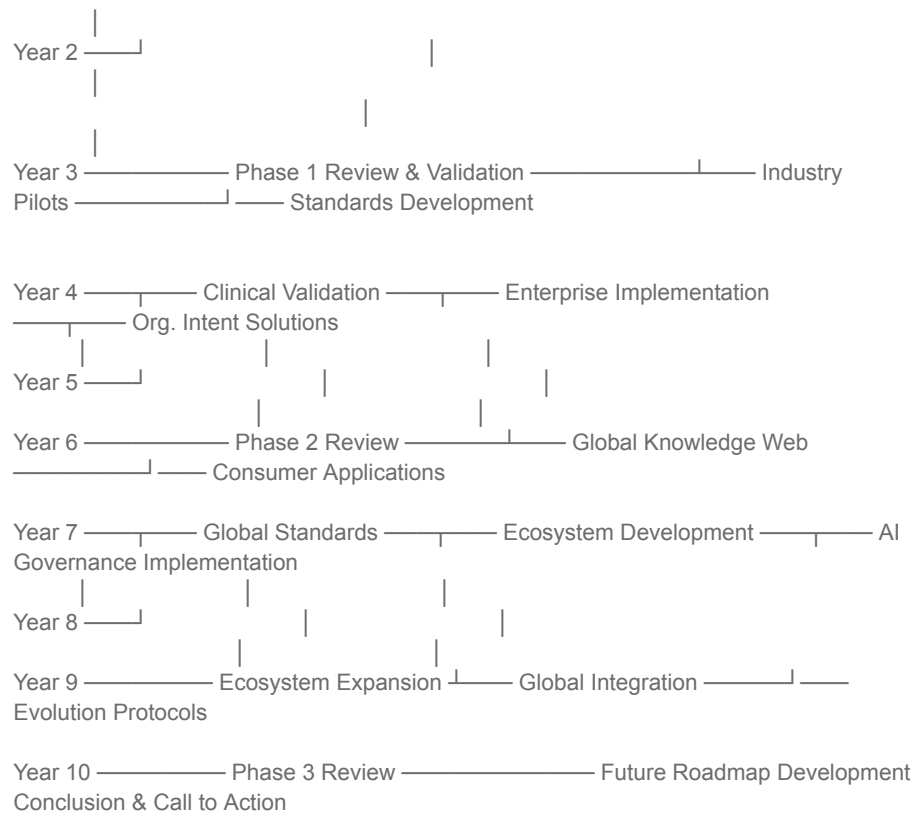 │
Year 2 ────┘ │
│
│
│
Year 3 ───────── Phase 1 Review & Validation ──────────┴─── Industry
Pilots ─────────┘─── Standards Development
Year 4 ───┬─── Clinical Validation ───┬─── Enterprise Implementation
───┬─── Org. Intent Solutions
│ │ │
Year 5 ────┘ │ │
│ │
Year 6 ───────── Phase 2 Review ──────┴─── Global Knowledge Web
────────┘─── Consumer Applications
Year 7 ───┬─── Global Standards ───┬─── Ecosystem Development ───┬─── AI
Governance Implementation
│ │ │
Year 8 ────┘ │ │
│ │
Year 9 ──────── Ecosystem Expansion ┴─── Global Integration ─────┘───
Evolution Protocols
Year 10 ──────── Phase 3 Review ──────────── Future Roadmap Development
Conclusion & Call to Action